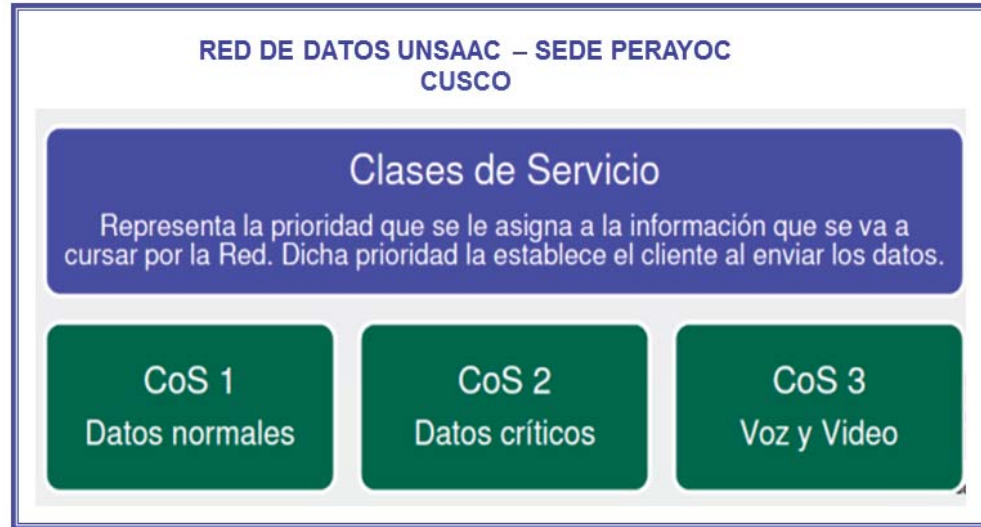 RED DE DATOS UNSAAC – SEDE PERAYOC
CUSCO
Clases de Servicio
Representa la prioridad que se le asigna a la información que se va a
cursar por la Red. Dicha prioridad la establece el cliente al enviar los datos.
CoS 1
Datos normales
CoS 2
Datos críticos
CoS 3
Voz y Video